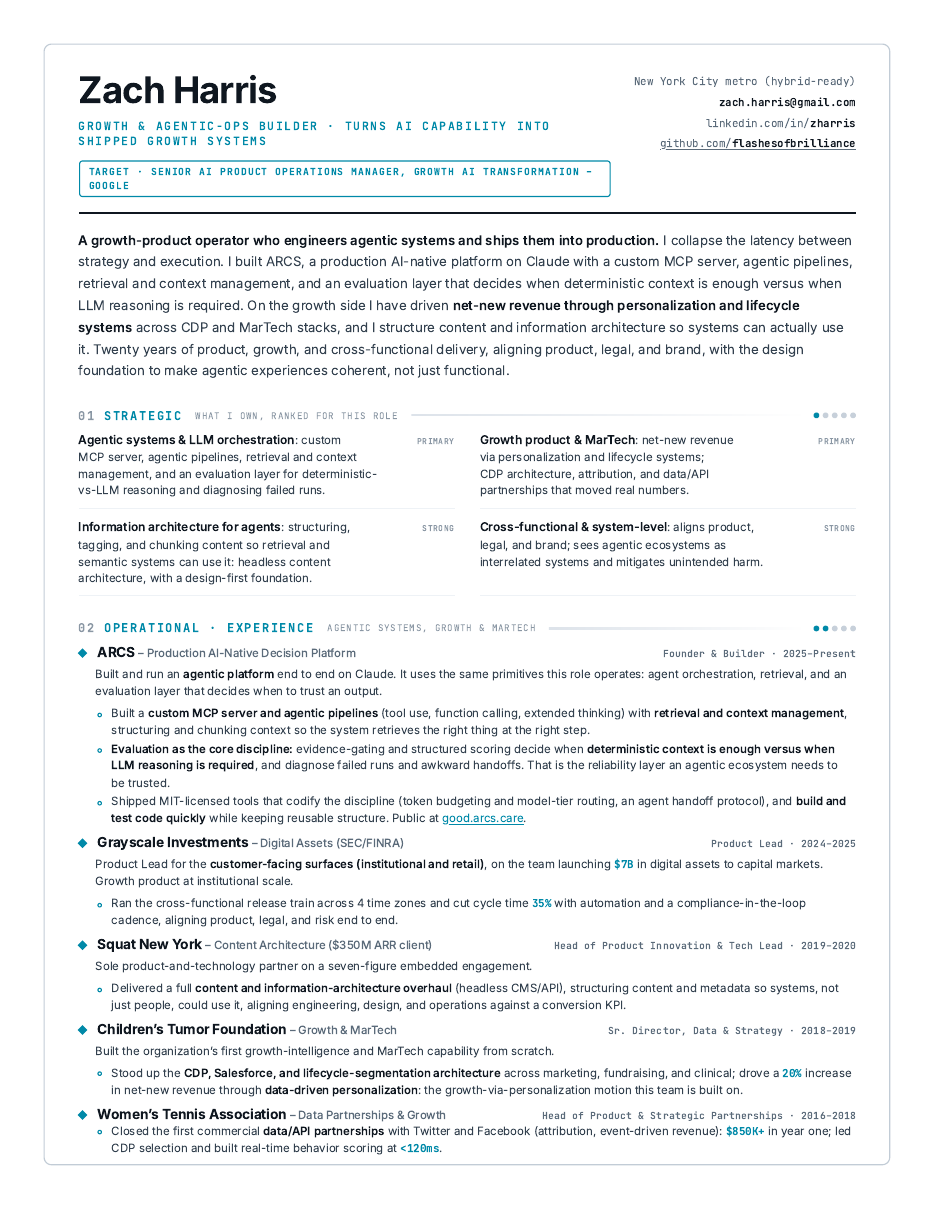 Zach Harris
GROWTH & AGENTIC-OPS BUILDER · TURNS AI CAPABILITY INTO
SHIPPED GROWTH SYSTEMS
TARGET · SENIOR AI PRODUCT OPERATIONS MANAGER, GROWTH AI TRANSFORMATION –
GOOGLE
New York City metro (hybrid-ready)
zach.harris@gmail.com
linkedin.com/in/zharris
github.com/flashesofbrilliance
A growth-product operator who engineers agentic systems and ships them into production. I collapse the latency between
strategy and execution. I built ARCS, a production AI-native platform on Claude with a custom MCP server, agentic pipelines,
retrieval and context management, and an evaluation layer that decides when deterministic context is enough versus when
LLM reasoning is required. On the growth side I have driven net-new revenue through personalization and lifecycle
systems across CDP and MarTech stacks, and I structure content and information architecture so systems can actually use
it. Twenty years of product, growth, and cross-functional delivery, aligning product, legal, and brand, with the design
foundation to make agentic experiences coherent, not just functional.
01 STRATEGIC WHAT I OWN, RANKED FOR THIS ROLE
Agentic systems & LLM orchestration: custom PRIMARY
MCP server, agentic pipelines, retrieval and context
management, and an evaluation layer for deterministic-
vs-LLM reasoning and diagnosing failed runs.
Growth product & MarTech: net-new revenue PRIMARY
via personalization and lifecycle systems;
CDP architecture, attribution, and data/API
partnerships that moved real numbers.
Information architecture for agents: structuring, STRONG
tagging, and chunking content so retrieval and
semantic systems can use it: headless content
architecture, with a design-first foundation.
Cross-functional & system-level: aligns product, STRONG
legal, and brand; sees agentic ecosystems as
interrelated systems and mitigates unintended harm.
02 OPERATIONAL · EXPERIENCE AGENTIC SYSTEMS, GROWTH & MARTECH
ARCS – Production AI-Native Decision Platform Founder & Builder · 2025–Present
Built and run an agentic platform end to end on Claude. It uses the same primitives this role operates: agent orchestration, retrieval, and an
evaluation layer that decides when to trust an output.
Built a custom MCP server and agentic pipelines (tool use, function calling, extended thinking) with retrieval and context management,
structuring and chunking context so the system retrieves the right thing at the right step.
Evaluation as the core discipline: evidence-gating and structured scoring decide when deterministic context is enough versus when
LLM reasoning is required, and diagnose failed runs and awkward handoffs. That is the reliability layer an agentic ecosystem needs to
be trusted.
Shipped MIT-licensed tools that codify the discipline (token budgeting and model-tier routing, an agent handoff protocol), and build and
test code quickly while keeping reusable structure. Public at good.arcs.care.
Grayscale Investments – Digital Assets (SEC/FINRA) Product Lead · 2024–2025
Product Lead for the customer-facing surfaces (institutional and retail), on the team launching $7B in digital assets to capital markets.
Growth product at institutional scale.
Ran the cross-functional release train across 4 time zones and cut cycle time 35% with automation and a compliance-in-the-loop
cadence, aligning product, legal, and risk end to end.
Squat New York – Content Architecture ($350M ARR client) Head of Product Innovation & Tech Lead · 2019–2020
Sole product-and-technology partner on a seven-figure embedded engagement.
Delivered a full content and information-architecture overhaul (headless CMS/API), structuring content and metadata so systems, not
just people, could use it, aligning engineering, design, and operations against a conversion KPI.
Children’s Tumor Foundation – Growth & MarTech Sr. Director, Data & Strategy · 2018–2019
Built the organization’s first growth-intelligence and MarTech capability from scratch.
Stood up the CDP, Salesforce, and lifecycle-segmentation architecture across marketing, fundraising, and clinical; drove a 20% increase
in net-new revenue through data-driven personalization: the growth-via-personalization motion this team is built on.
Women’s Tennis Association – Data Partnerships & Growth Head of Product & Strategic Partnerships · 2016–2018
Closed the first commercial data/API partnerships with Twitter and Facebook (attribution, event-driven revenue): $850K+ in year one; led
CDP selection and built real-time behavior scoring at <120ms.